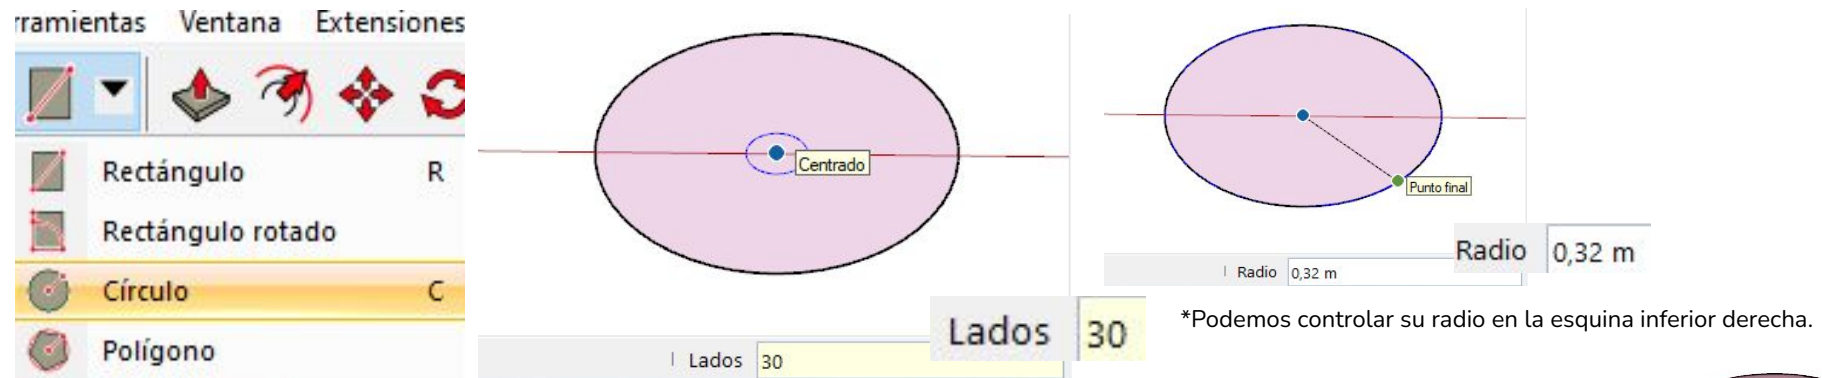 rramientas Ventana Extensiones
Rectángulo R
Rectángulo rotado
Círculo C
Polígono
Centrado
Lados 30
Lados 30
Punto final
Radio 0,32 m
Radio 0,32 m
*Podemos controlar su radio en la esquina inferior derecha.